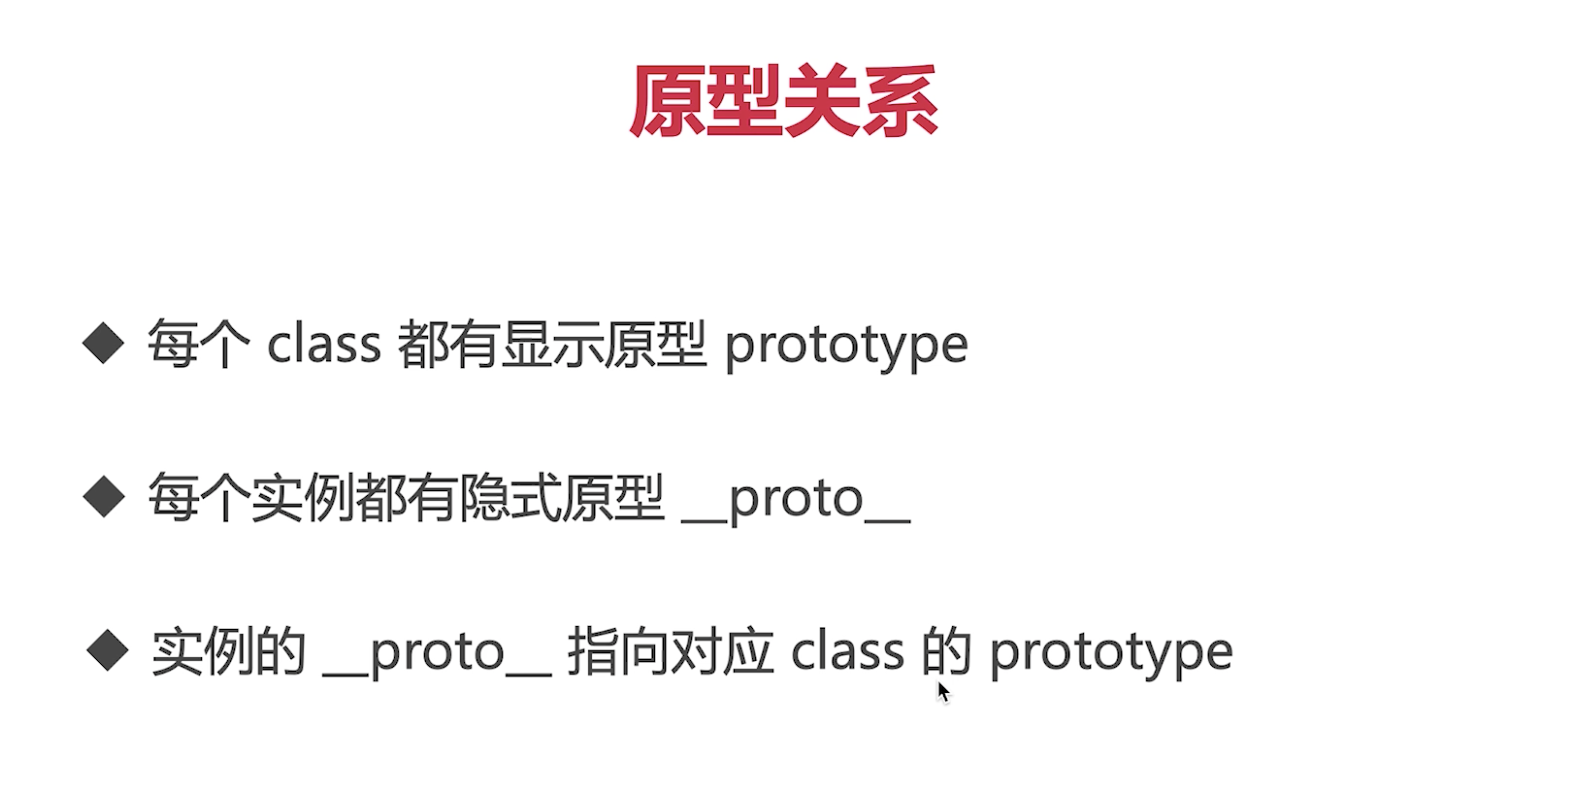 原型关系
◆ 每个 class 都有显示原型 prototype
◆ 每个实例都有隐式原型 __proto__
◆ 实例的 __proto__ 指向对应 class 的 prototype